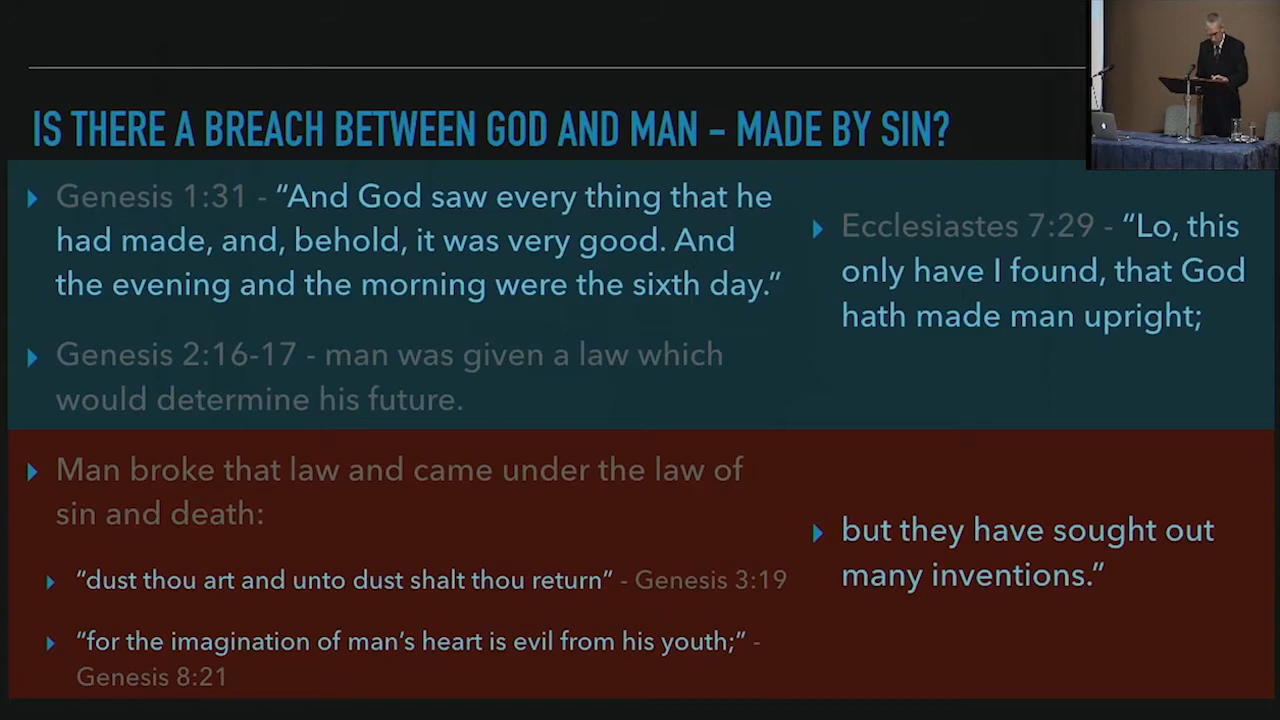 IS THERE A BREACH BETWEEN GOD AND MAN – MADE BY SIN?
Genesis 1:31 - “And God saw every thing that he
had made, and, behold, it was very good. And
the evening and the morning were the sixth day.”
Genesis 2:16-17 - man was given a law which
would determine his future.
Ecclesiastes 7:29 - “Lo, this
only have I found, that God
hath made man upright;
Man broke that law and came under the law of
sin and death:
“dust thou art and unto dust shalt thou return” - Genesis 3:19
“for the imagination of man’s heart is evil from his youth;” -
Genesis 8:21
but they have sought out
many inventions.”